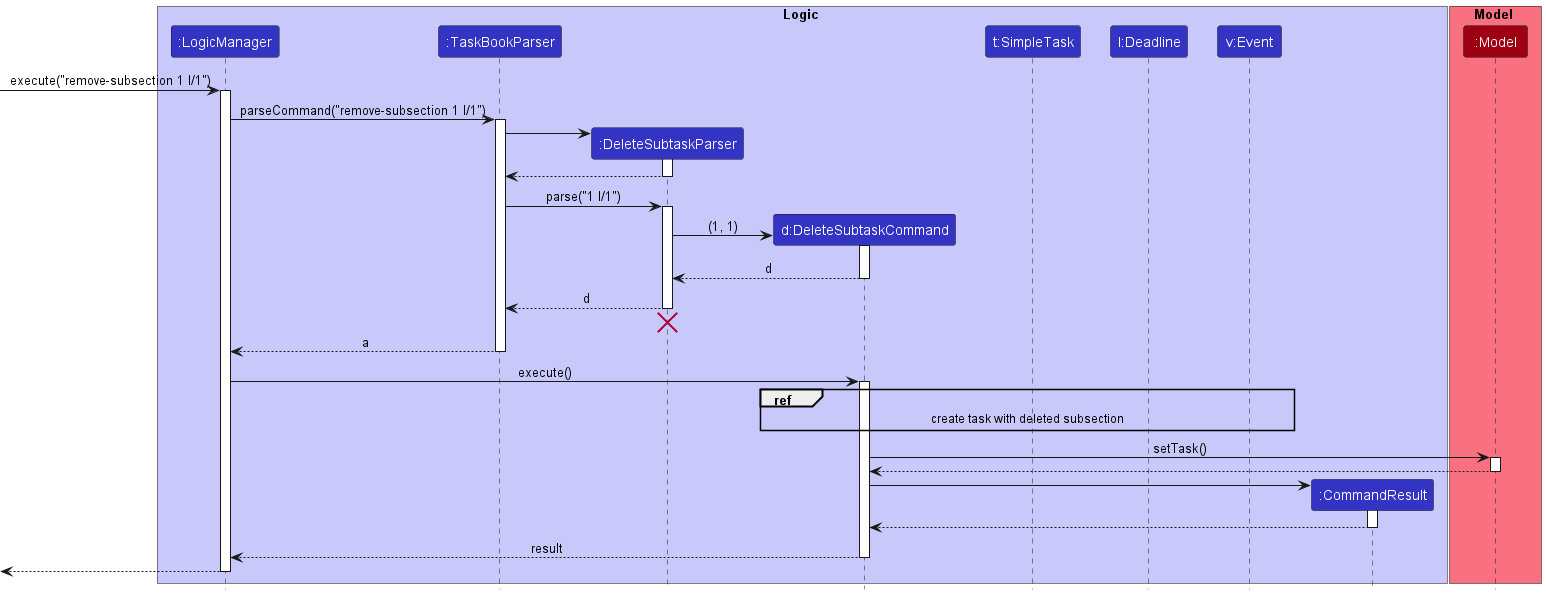 Logic
Model
:LogicManager
:TaskBookParser
t:SimpleTask
l:Deadline
v:Event
:Model
execute("remove-subsection 1 I/1")
parseCommand("remove-subsection 1 I/1")
:DeleteSubtaskParser
parse("1 I/1")
d:DeleteSubtaskCommand
(1, 1)
d
d
a
execute()
ref
create task with deleted subsection
setTask()
:CommandResult
result